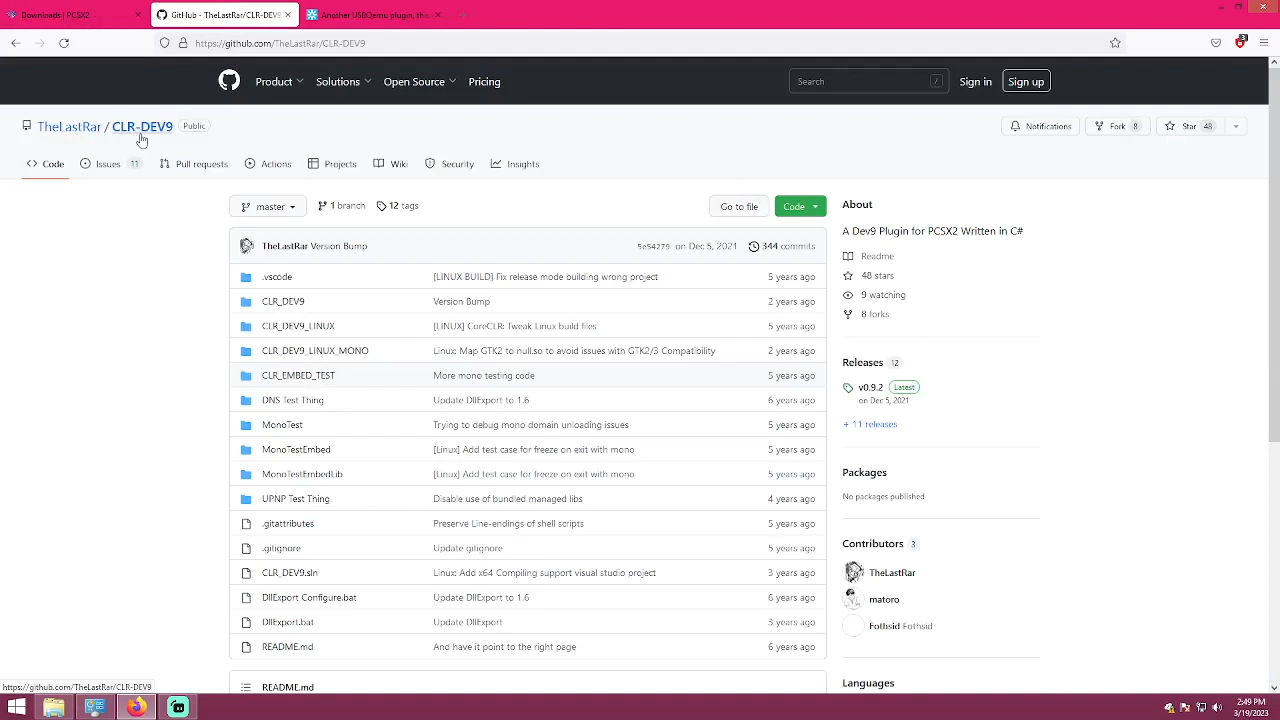 Downloads | PCSX2
GitHub - TheLastRar/CLR-DEV9:
Another USBQemu plugin, this
https://github.com/TheLastRar/CLR-DEV9
3
Product
Solutions
Open Source
Pricing
Search
/
Sign in
Sign up
TheLastRar / CLR-DEV9
Public
Notifications
Fork 8
Star 48
Code
Issues 11
Pull requests
Actions
Projects
Wiki
Security
Insights
master
1 branch
12 tags
Go to file
Code
TheLastRar Version Bump
5e54279 on Dec 5, 2021
344 commits
.vscode [LINUX BUILD] Fix release mode building wrong project 5 years ago
CLR_DEV9 Version Bump 2 years ago
CLR_DEV9_LINUX [LINUX] CoreCLR: Tweak Linux build files 5 years ago
CLR_DEV9_LINUX_MONO Linux: Map GTK2 to null.so to avoid issues with GTK2/3 Compatibility 2 years ago
CLR_EMBED_TEST More mono testing code 5 years ago
DNS Test Thing Update DllExport to 1.6 6 years ago
MonoTest Trying to debug mono domain unloading issues 5 years ago
MonoTestEmbed [Linux] Add test case for freeze on exit with mono 5 years ago
MonoTestEmbedLib [Linux] Add test case for freeze on exit with mono 5 years ago
UPNP Test Thing Disable use of bundled managed libs 4 years ago
.gitattributes Preserve Line-endings of shell scripts 5 years ago
.gitignore Update gitignore 5 years ago
CLR_DEV9.sln Linux: Add x64 Compiling support visual studio project 3 years ago
DllExport Configure.bat Update DllExport to 1.6 6 years ago
DllExport.bat Update DllExport 3 years ago
README.md And have it point to the right page 6 years ago
README.md
About
A Dev9 Plugin for PCSX2 Written in C#
Readme
48 stars
9 watching
8 forks
Releases 12
v0.9.2 Latest
on Dec 5, 2021
+ 11 releases
Packages
No packages published
Contributors 3
TheLastRar
matoro
Fothsid Fothsid
Languages
https://github.com/TheLastRar/CLR-DEV9
2:49 PM
3/19/2023